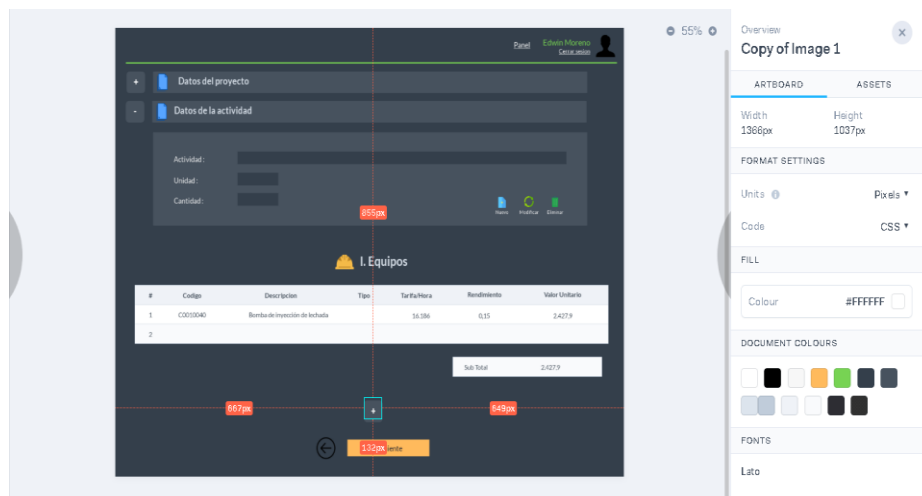 55%
Overview
Copy of Image 1
ARTBOARD ASSETS
Width Height
1366px 1037px
FORMAT SETTINGS
Units Pixels
Code CSS
FILL
Colour #FFFFFF
DOCUMENT COLOURS
FONTS
Lato
Panel Edwin Moreno
Cerrar sesion
+ Datos del proyecto
- Datos de la actividad
Actividad:
Unidad:
Cantidad:
855px
Nuevo Modificar Eliminar
I. Equipos
# Codigo Descripcion Tipo Tarifa/Hora Rendimiento Valor Unitario
1 C0010040 Bomba de inyección de lechada 16.186 0,15 2.427,9
2
Sub Total 2.427,9
667px + 649px
132px iente